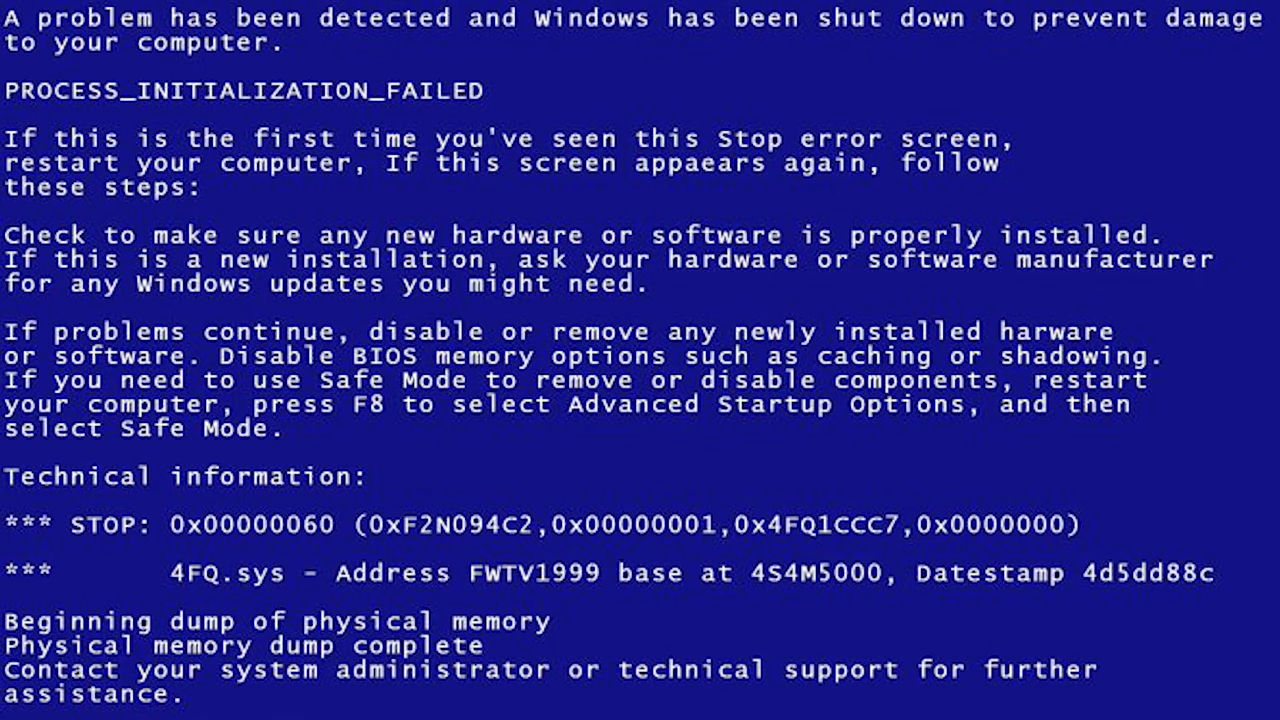 A problem has been detected and Windows has been shut down to prevent damage
to your computer.
PROCESS_INITIALIZATION_FAILED
If this is the first time you've seen this Stop error screen,
restart your computer, If this screen appaears again, follow
these steps:
Check to make sure any new hardware or software is properly installed.
If this is a new installation, ask your hardware or software manufacturer
for any Windows updates you might need.
If problems continue, disable or remove any newly installed harware
or software. Disable BIOS memory options such as caching or shadowing.
If you need to use Safe Mode to remove or disable components, restart
your computer, press F8 to select Advanced Startup Options, and then
select Safe Mode.
Technical information:
*** STOP: 0x00000060 (0xF2N094C2,0x00000001,0x4FQ1CCC7,0x0000000)
*** 4FQ.sys - Address FWTV1999 base at 4S4M5000, Datestamp 4d5dd88c
Beginning dump of physical memory
Physical memory dump complete
Contact your system administrator or technical support for further
assistance.